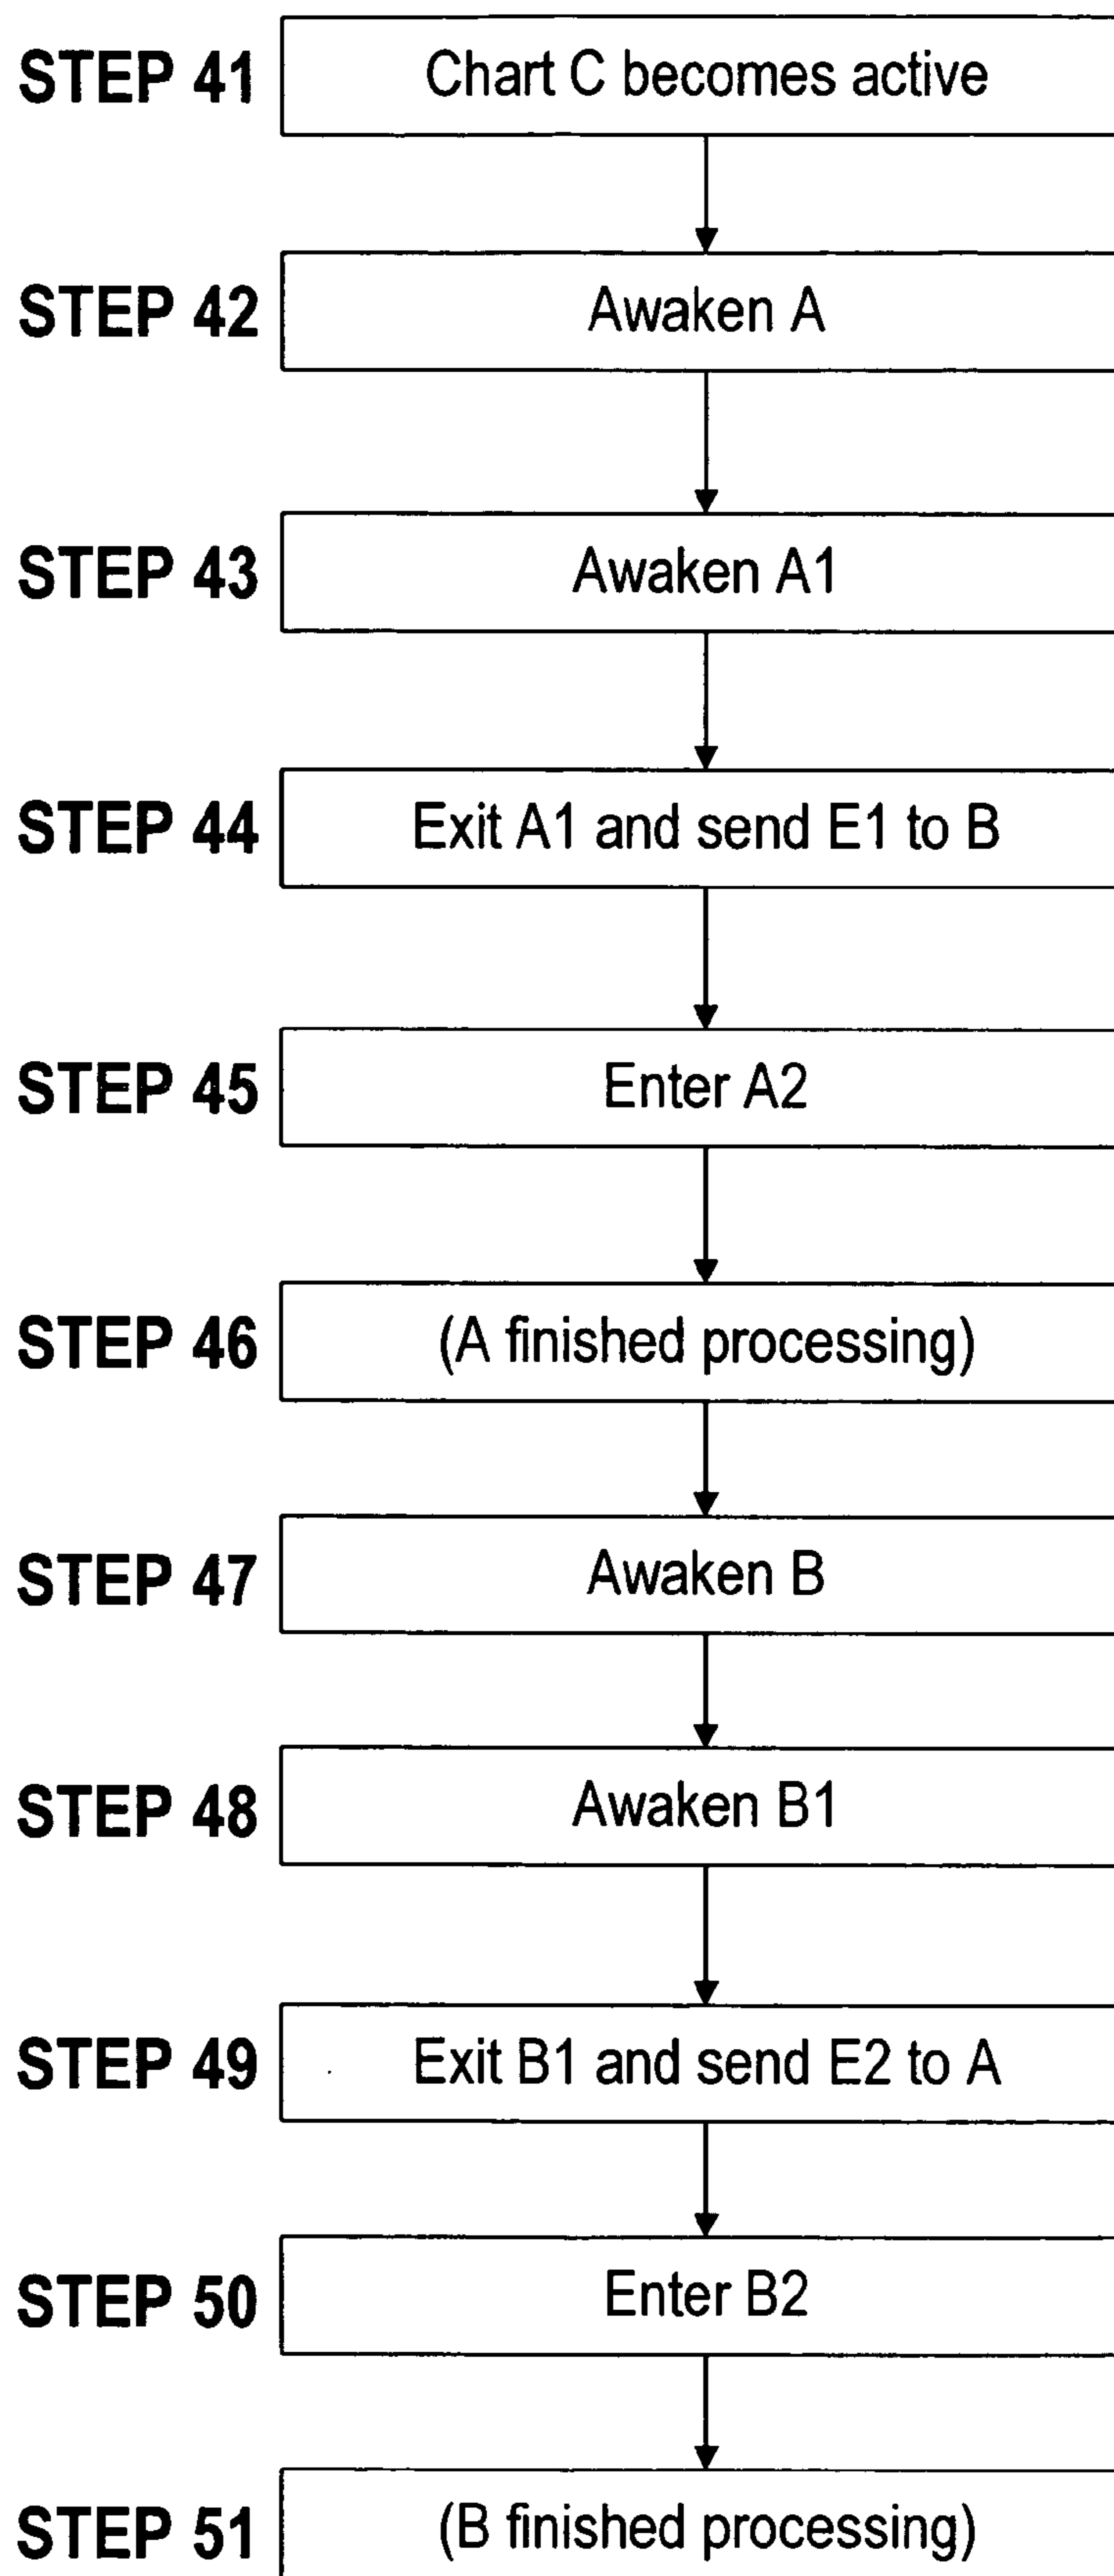 STEP 41 Chart C becomes active
STEP 42 Awaken A
STEP 43 Awaken A1
STEP 44 Exit A1 and send E1 to B
STEP 45 Enter A2
STEP 46 (A finished processing)
STEP 47 Awaken B
STEP 48 Awaken B1
STEP 49 Exit B1 and send E2 to A
STEP 50 Enter B2
STEP 51 (B finished processing)